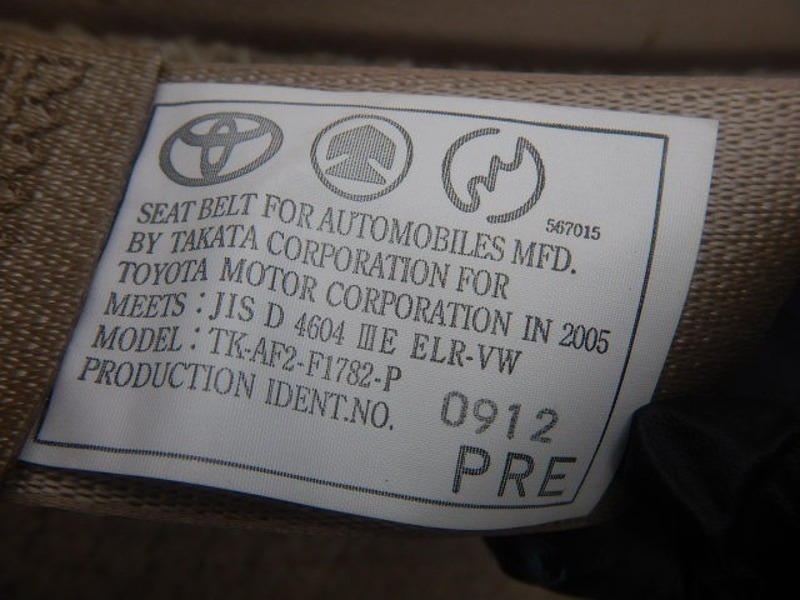 567015
SEAT BELT FOR AUTOMOBILES MFD.
BY TAKATA CORPORATION FOR
TOYOTA MOTOR CORPORATION IN 2005
MEETS : JIS D 4604 ⅢE ELR-VW
MODEL : TK-AF2-F1782-P
PRODUCTION IDENT.NO. 0912
PRE